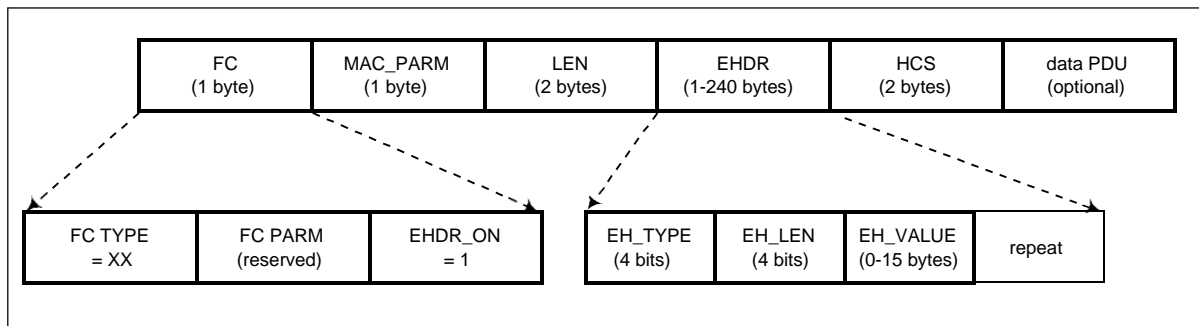 FC MAC_PARM LEN EHDR HCS data PDU
(1 byte) (1 byte) (2 bytes) (1-240 bytes) (2 bytes) (optional)
FC TYPE FC PARM EHDR_ON EH_TYPE EH_LEN EH_VALUE repeat
= XX (reserved) = 1 (4 bits) (4 bits) (0-15 bytes)